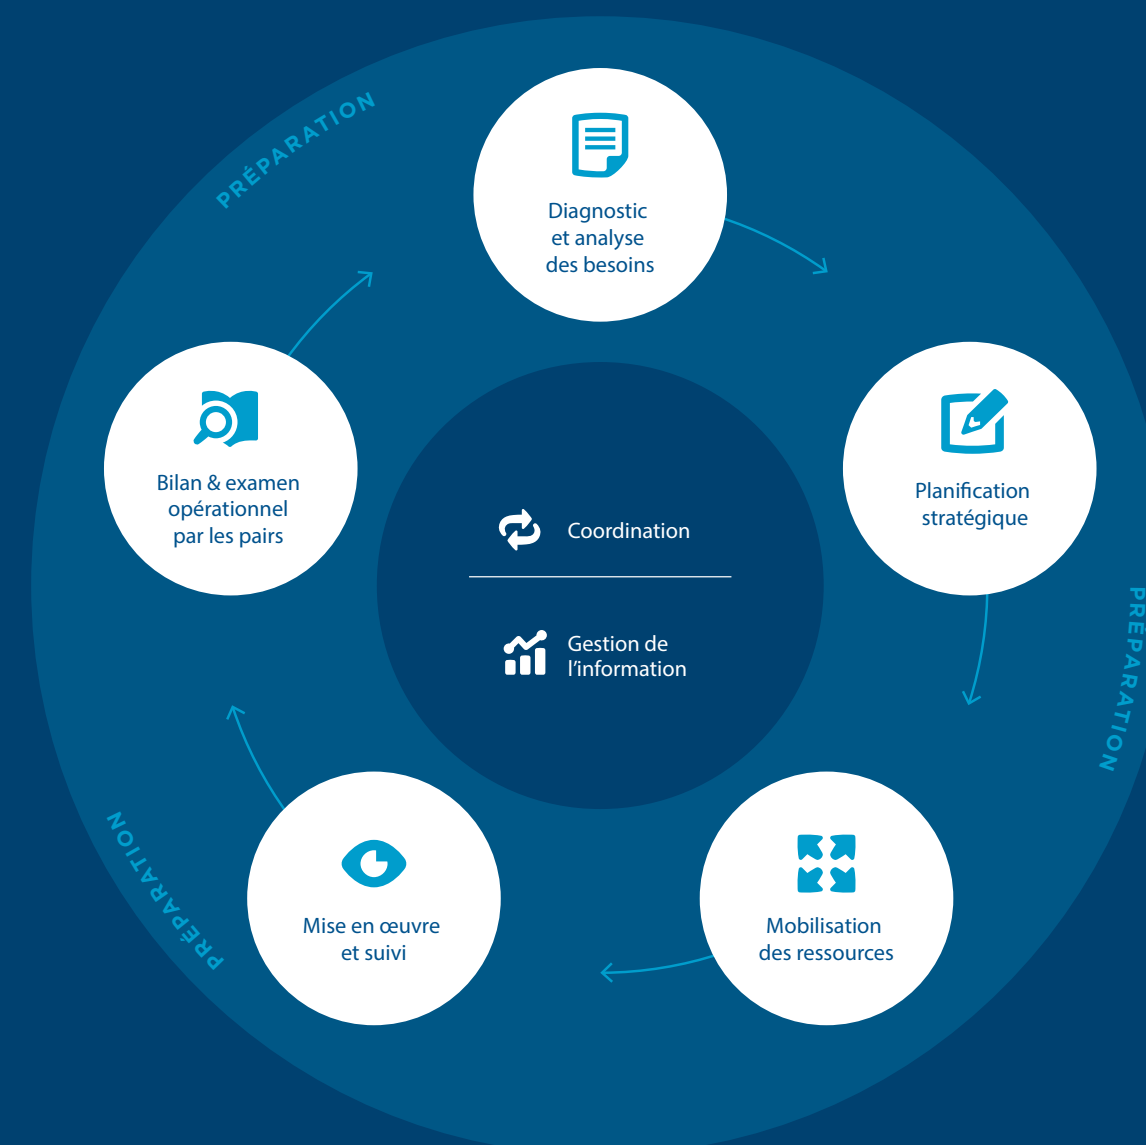 PRÉPARATION
Diagnostic
et analyse
des besoins
Planification
stratégique
PRÉPARATION
Mobilisation
des ressources
Mise en œuvre
et suivi
PRÉPARATION
Bilan & examen
opérationnel
par les pairs
Coordination
Gestion de
l'information